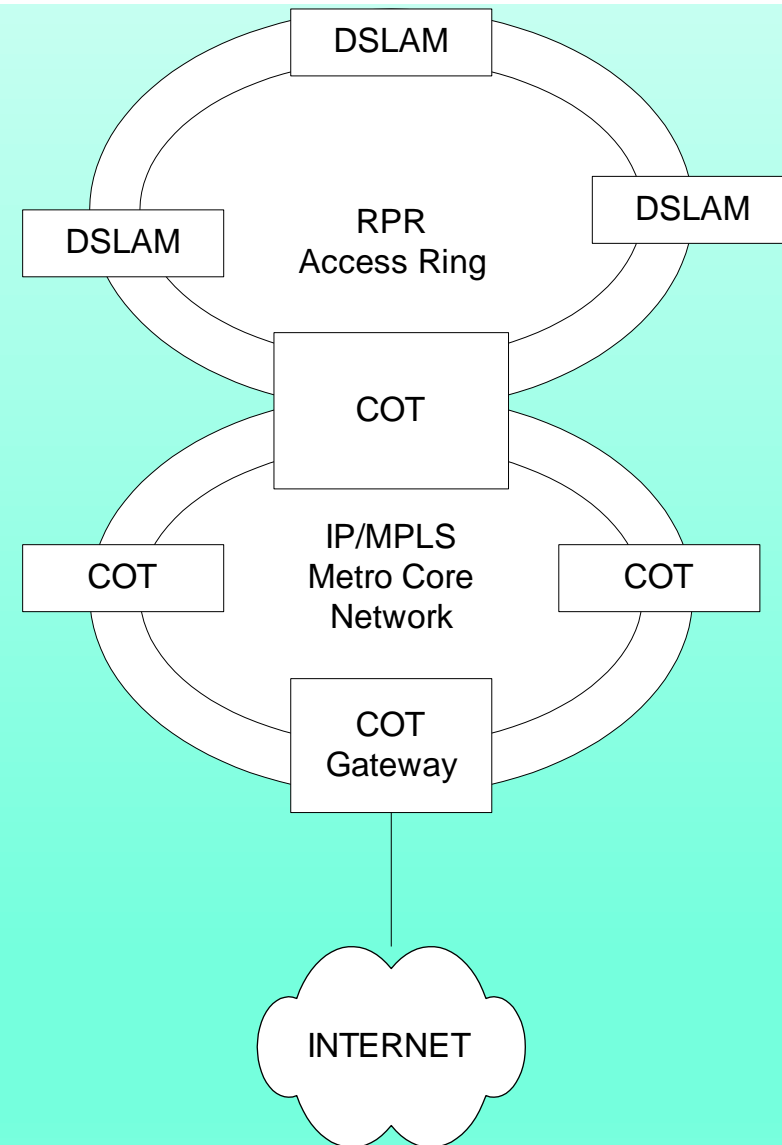 DSLAM
DSLAM
DSLAM
RPR
Access Ring
COT
IP/MPLS
Metro Core
Network
COT
COT
COT
Gateway
INTERNET